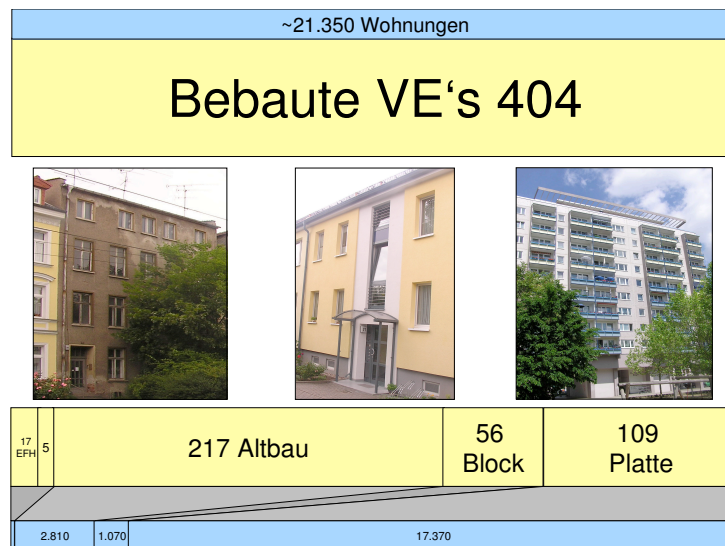 ~21.350 Wohnungen
Bebaute VE‘s 404
17
EFH
5
217 Altbau
56
Block
109
Platte
2.810
1.070
17.370